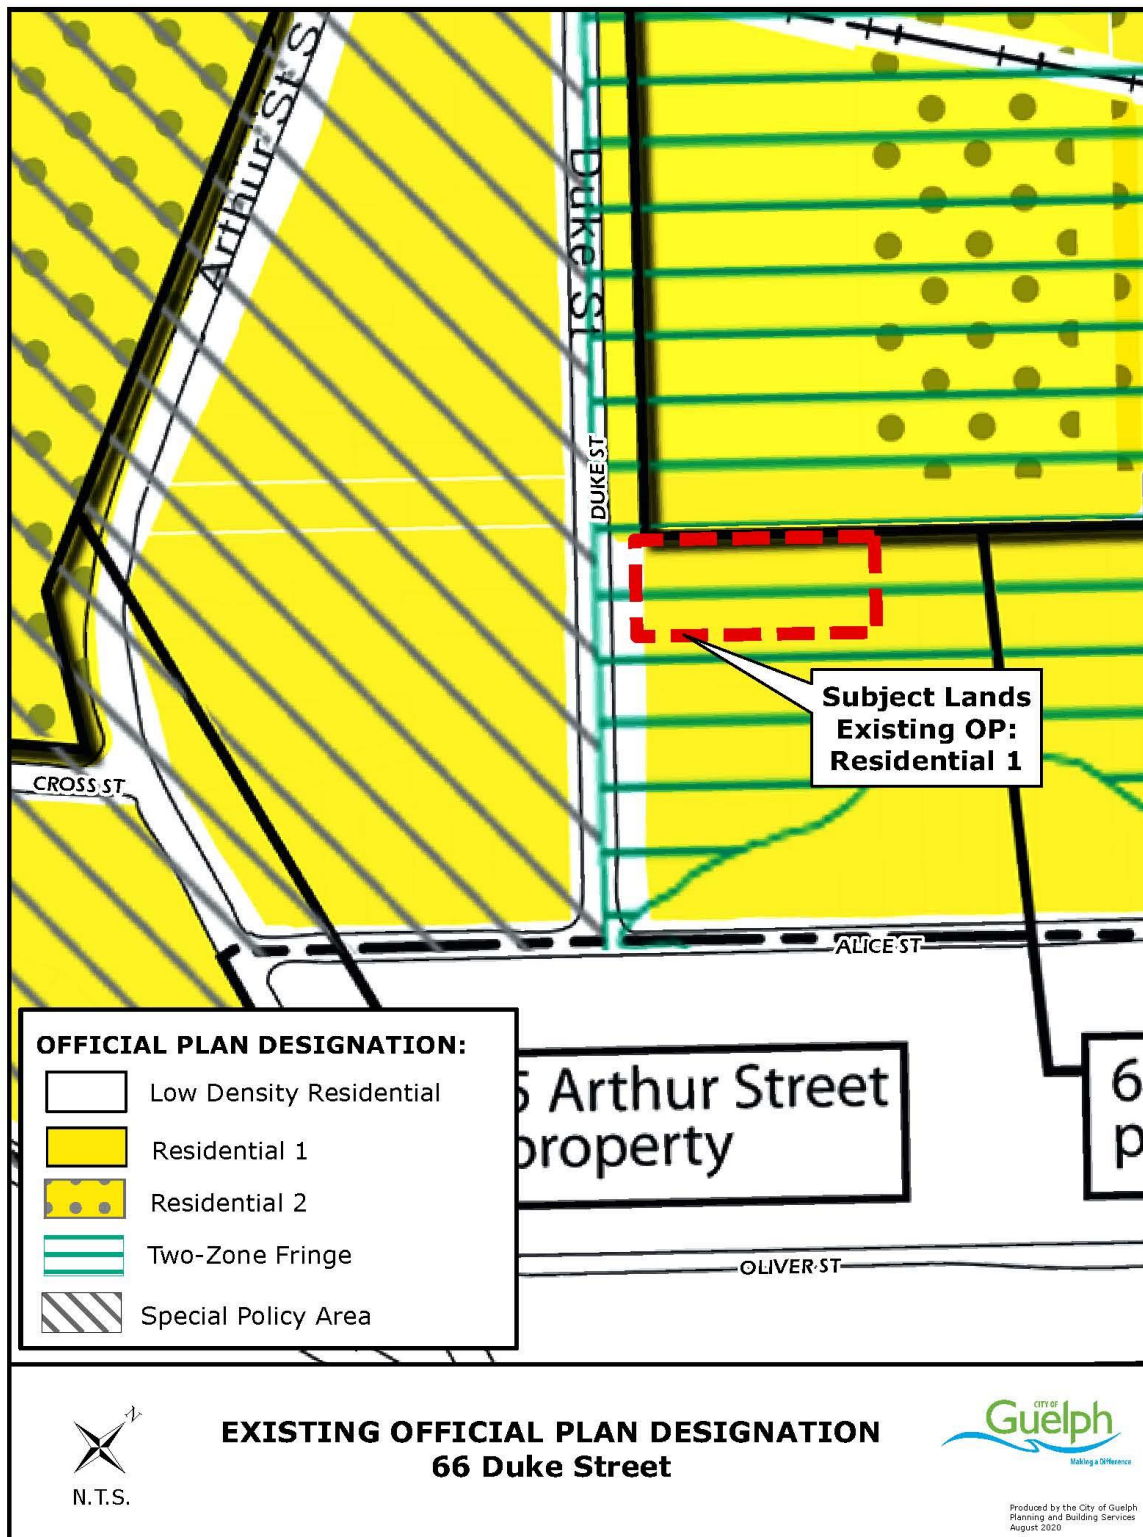 Arthur St S
Duke St
DUKE ST
Subject Lands
Existing OP:
Residential 1
CROSS ST
ALICE ST
OFFICIAL PLAN DESIGNATION:
Low Density Residential
Residential 1
Residential 2
Two-Zone Fringe
Special Policy Area
5 Arthur Street
property
6
p
OLIVER ST
N
N.T.S.
EXISTING OFFICIAL PLAN DESIGNATION
66 Duke Street
CITY OF
Guelph
Making a Difference
Produced by the City of Guelph
Planning and Building Services
August 2020